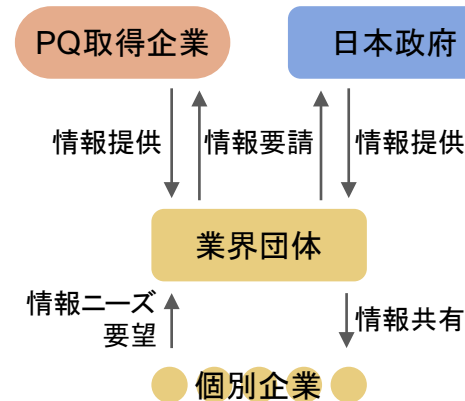 PQ取得企業
日本政府
情報提供
情報要請
情報提供
業界団体
情報ニーズ
要望
情報共有
個別企業